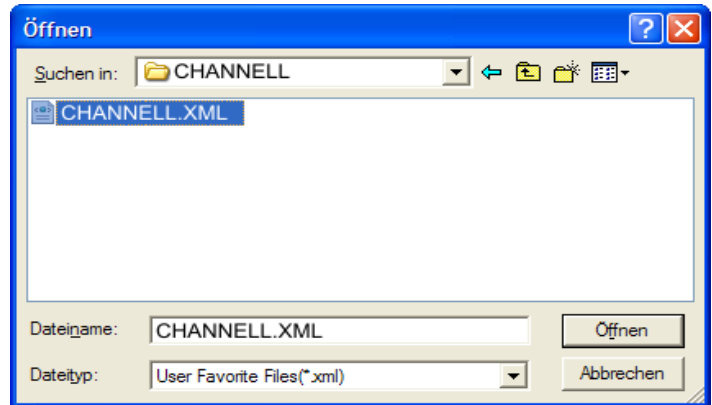 Öffnen
Suchen in: CHANNELL
CHANNELL.XML
Dateiname: CHANNELL.XML Öffnen
Dateityp: User Favorite Files(*.xml) Abbrechen